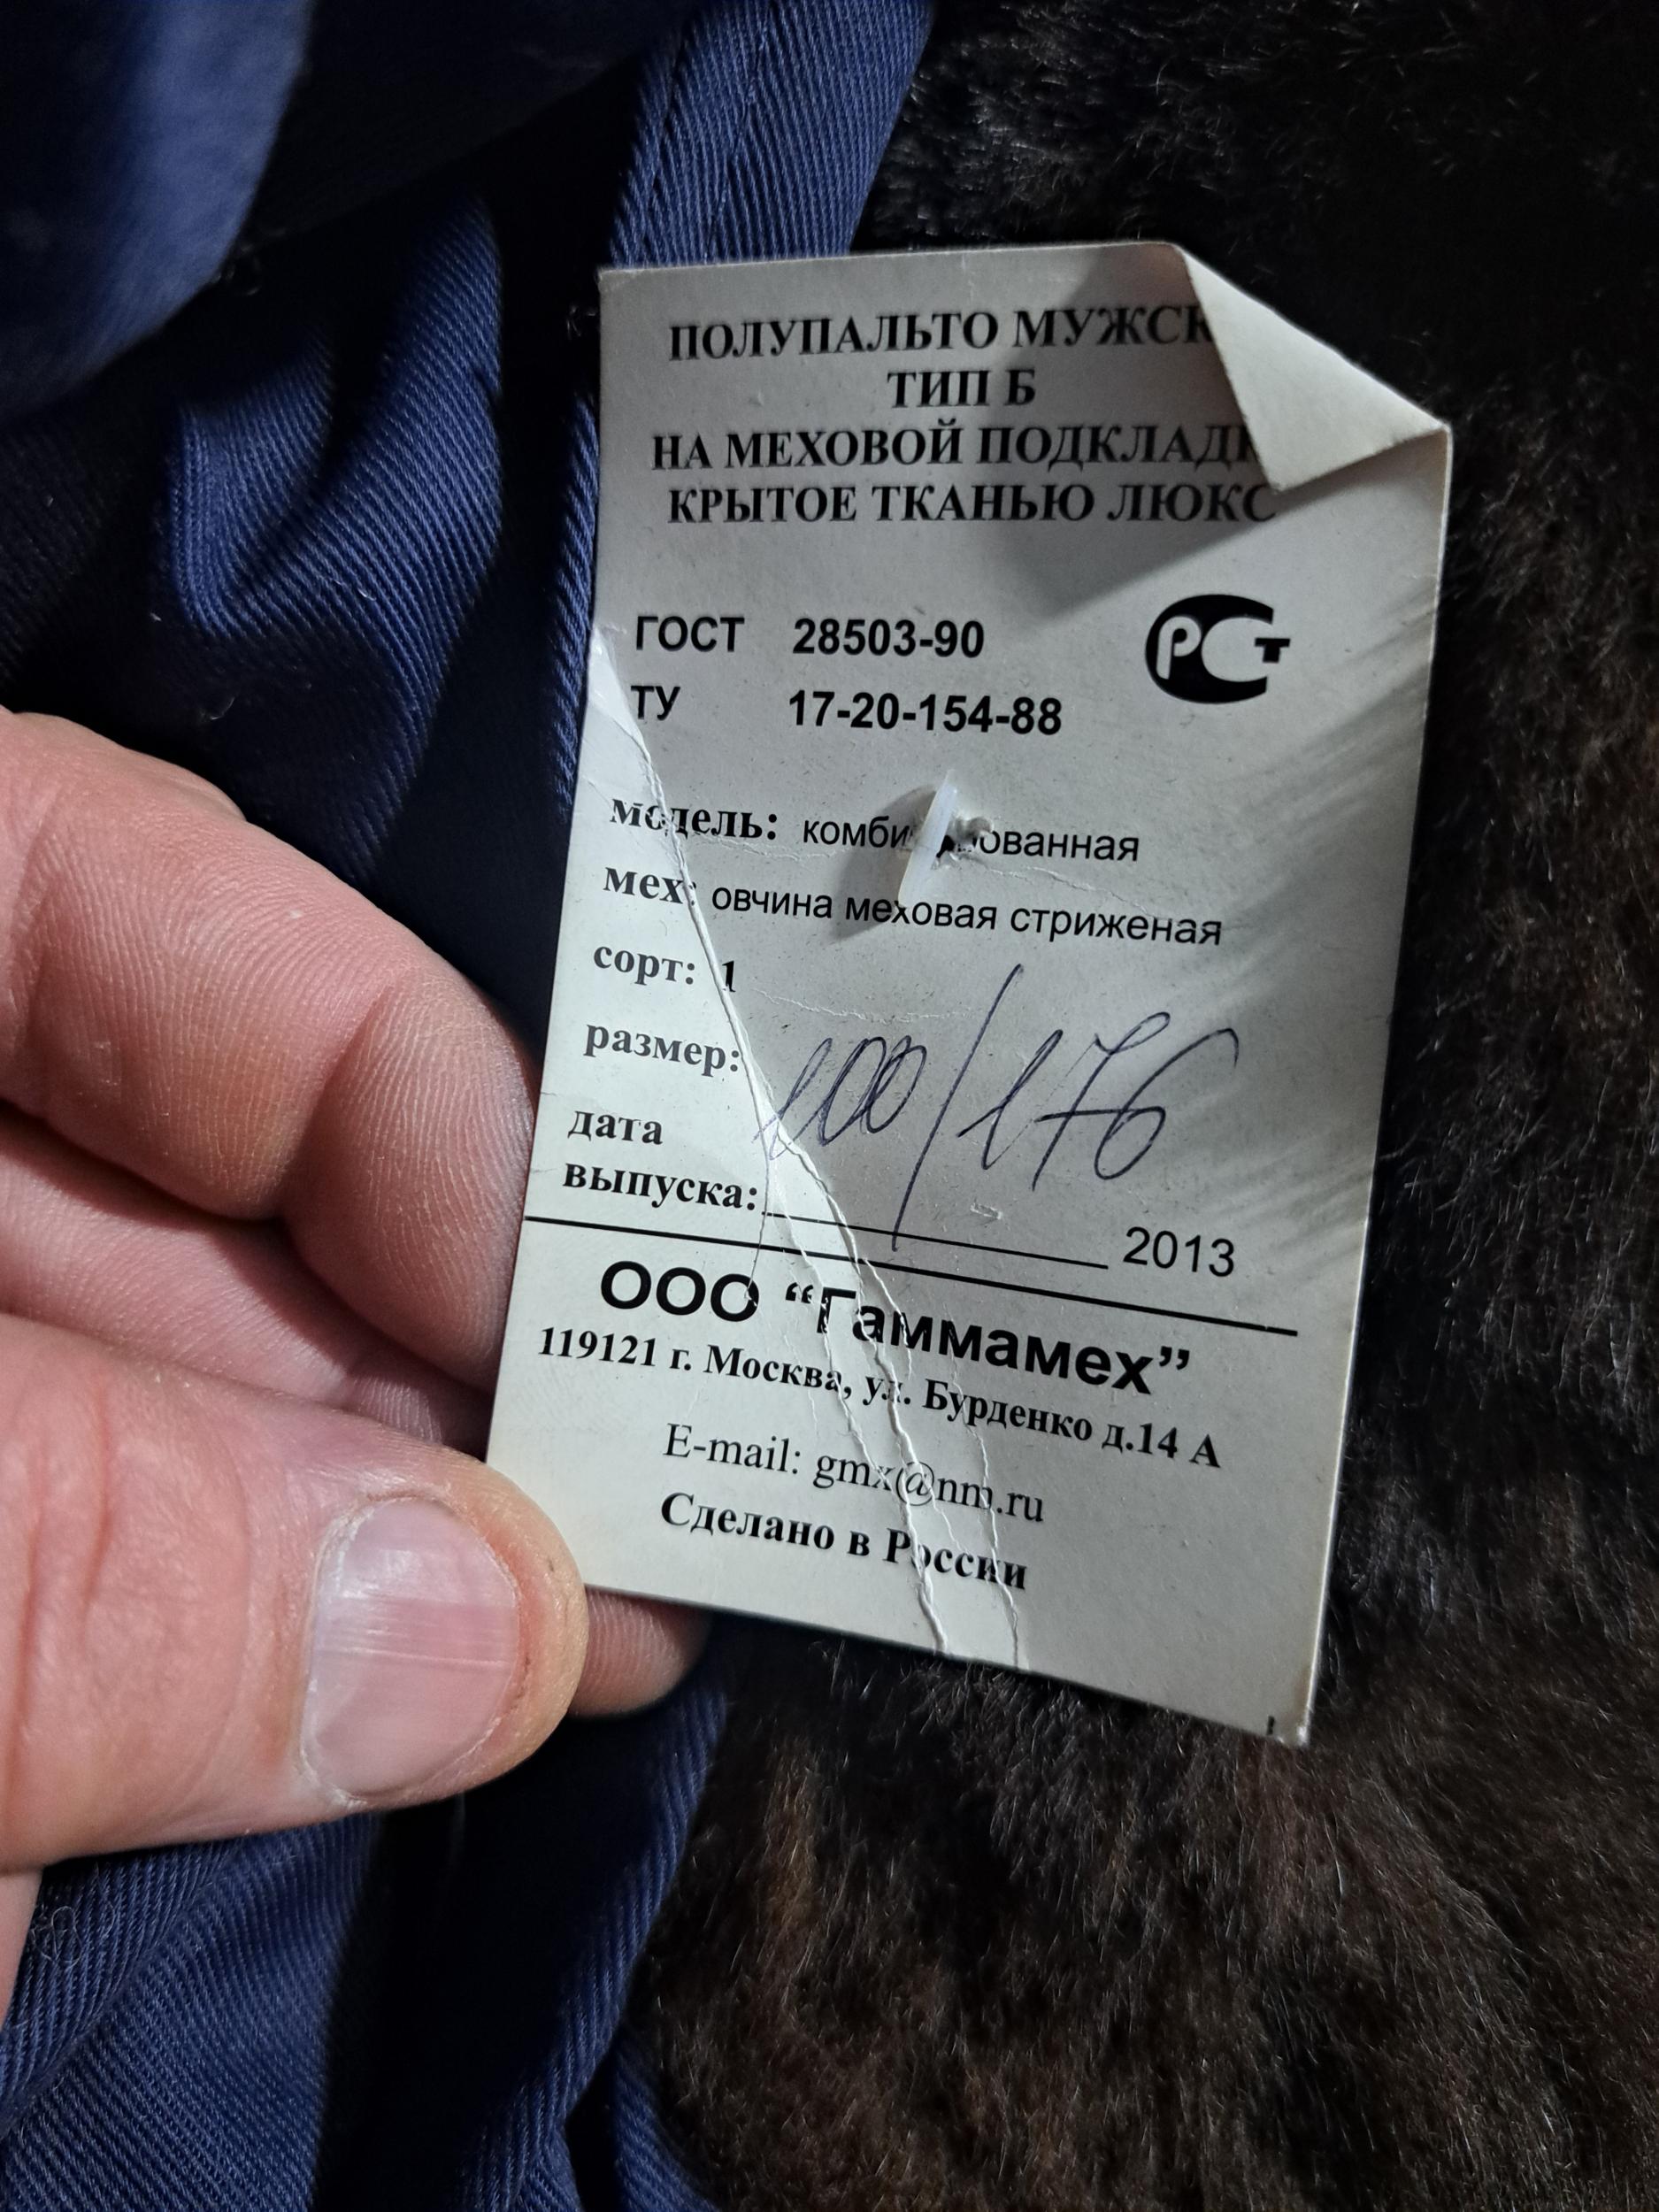 ПОЛУПАЛЬТО МУЖСК
ТИП Б
НА МЕХОВОЙ ПОДКЛАДК
КРЫТОЕ ТКАНЬЮ ЛЮКС
ГОСТ 28503-90
РСТ
ТУ 17-20-154-88
модель: комбинированная
мех: овчина меховая стриженая
сорт: 1
размер: 100/176
дата
выпуска: 2013
ООО “Гаммамех”
119121 г. Москва, ул. Бурденко д.14 А
E-mail: gmx@nm.ru
Сделано в России